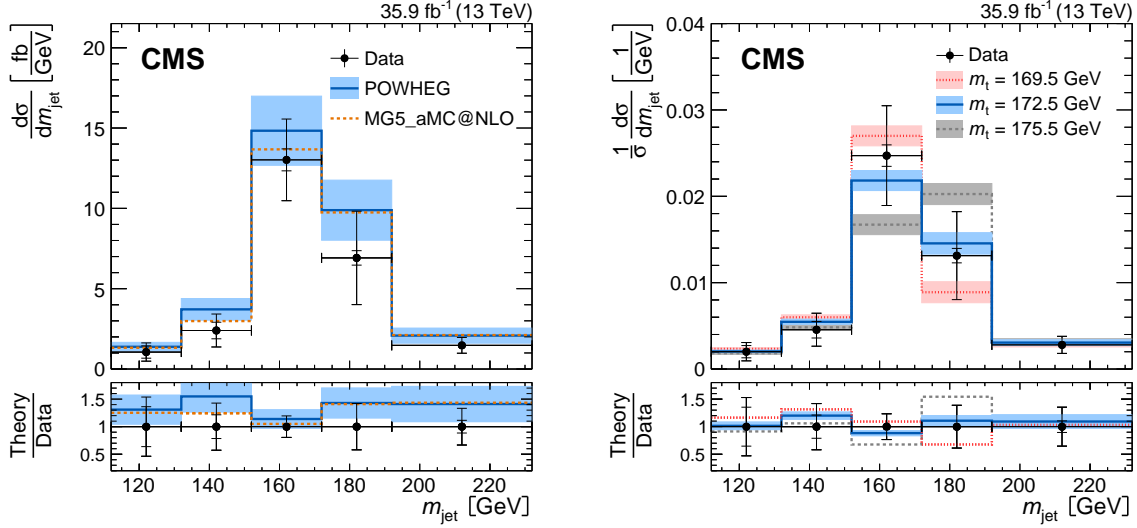 35.9 fb⁻¹ (13 TeV)
dσ/dm_jet [fb/GeV]
CMS
Data
POWHEG
MG5_aMC@NLO
20
15
10
5
0
Theory/Data
1.5
1
0.5
120 140 160 180 200 220
m_jet [GeV]
35.9 fb⁻¹ (13 TeV)
1/σ dσ/dm_jet [1/GeV]
CMS
Data
m_t = 169.5 GeV
m_t = 172.5 GeV
m_t = 175.5 GeV
0.04
0.03
0.02
0.01
0
Theory/Data
1.5
1
0.5
120 140 160 180 200 220
m_jet [GeV]